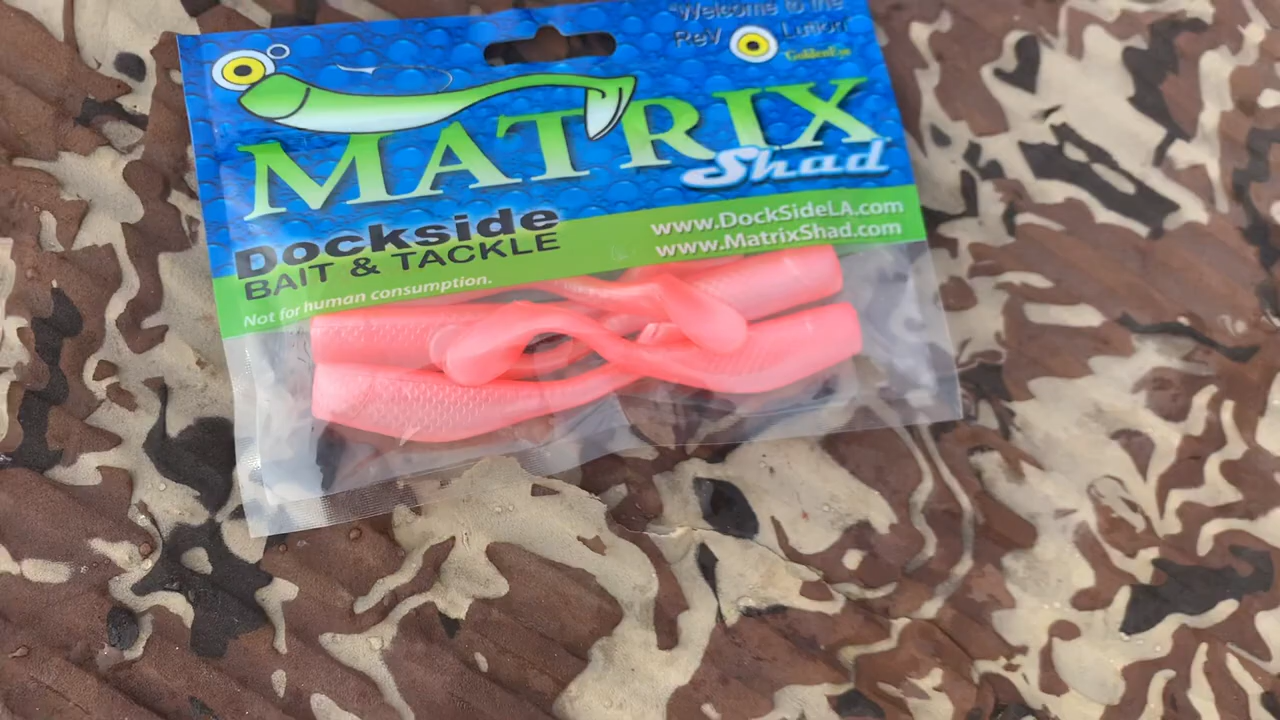 "Welcome to the
ReV Lution"
GoldenEye
MATRIX
Shad
Dockside
BAIT & TACKLE
www.DockSideLA.com
www.MatrixShad.com
Not for human consumption.